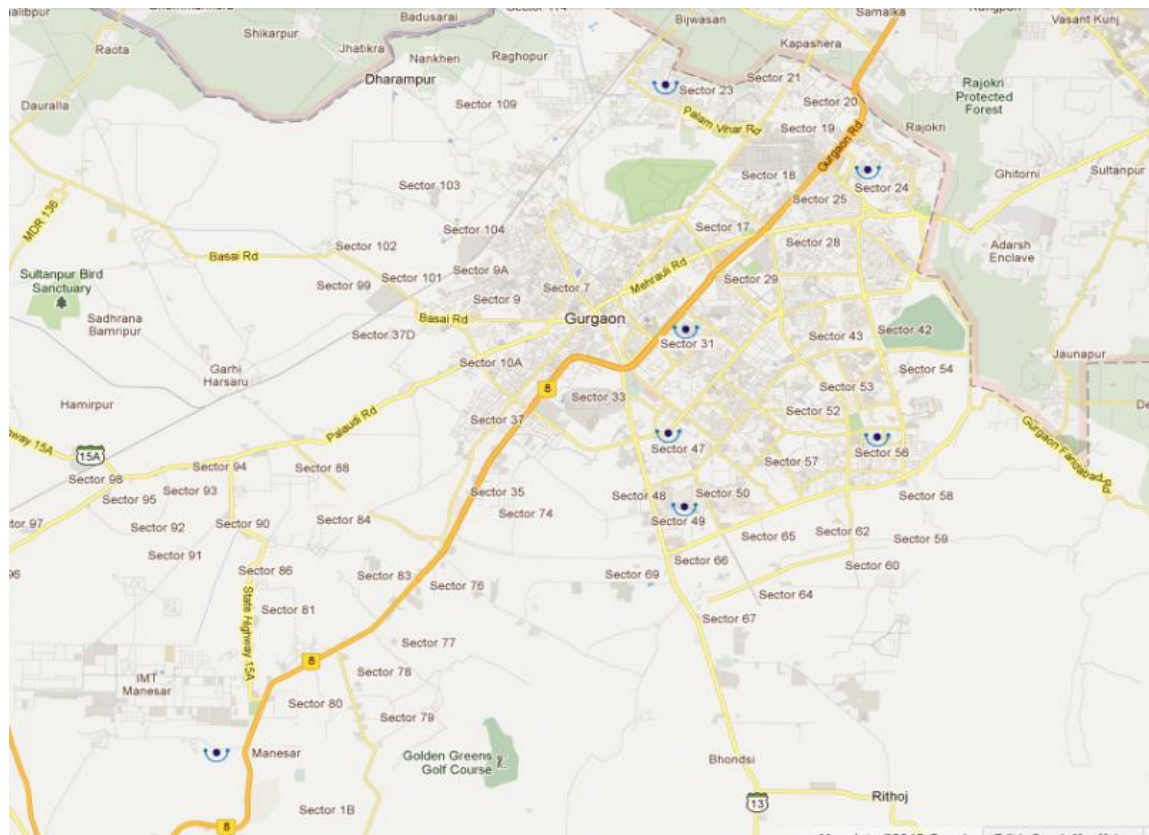 Raota
Shikarpur
Jhatikra
Badusarai
Nankheri
Raghopur
Dharampur
Bijwasan
Samalka
Vasant Kunj
Kapashera
Dauralla
Sector 109
Sector 23
Sector 21
Sector 20
Rajokri
Protected
Forest
Palam Vihar Rd
Sector 19
Rajokri
Gurgaon Rd
Sector 18
Sector 24
Ghitorni
Sultanpur
Sector 103
Sector 25
MDR 136
Sector 104
Sector 17
Sector 28
Sector 102
Basai Rd
Adarsh
Enclave
Sultanpur Bird
Sanctuary
Sector 9A
Sector 101
Sector 99
Mehrauli Rd
Sector 29
Sector 7
Sector 9
Sadhrana
Bamripur
Basai Rd
Gurgaon
Sector 37D
Sector 31
Sector 43
Sector 42
Jaunapur
Garhi
Harsaru
Sector 10A
Sector 54
8
Sector 53
Hamirpur
Sector 33
Palaudi Rd
Sector 37
Sector 52
Gurgaon Faridabad Rd
hway 15A
15A
Sector 47
Sector 56
Sector 57
Sector 94
Sector 88
Sector 98
Sector 93
Sector 95
Sector 35
Sector 48
Sector 50
Sector 58
tor 97
Sector 92
Sector 90
Sector 84
Sector 74
Sector 49
Sector 65
Sector 62
Sector 59
Sector 91
Sector 66
96
Sector 86
Sector 83
Sector 76
Sector 69
Sector 60
Sector 64
Sector 81
Sector 67
State Highway 15A
Sector 77
8
Sector 78
IMT
Manesar
Sector 80
Sector 79
Manesar
Golden Greens
Golf Course
Bhondsi
13
Rithoj
Sector 1B
8